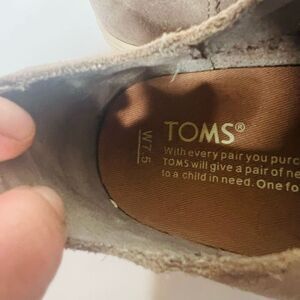 TOMS®
W7.5
With every pair you purc
TOMS will give a pair of ne
to a child in need. One fo